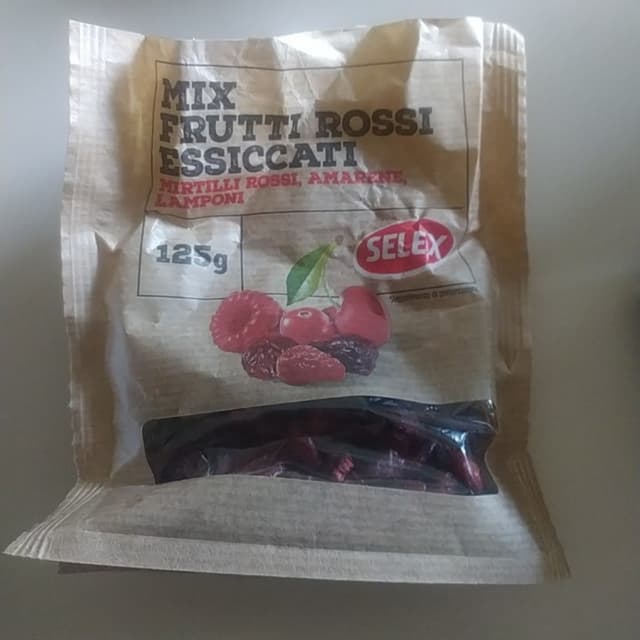 MIX
FRUTTI ROSSI
ESSICCATI
MIRTILLI ROSSI, AMARENE,
LAMPONI
125g
SELEX